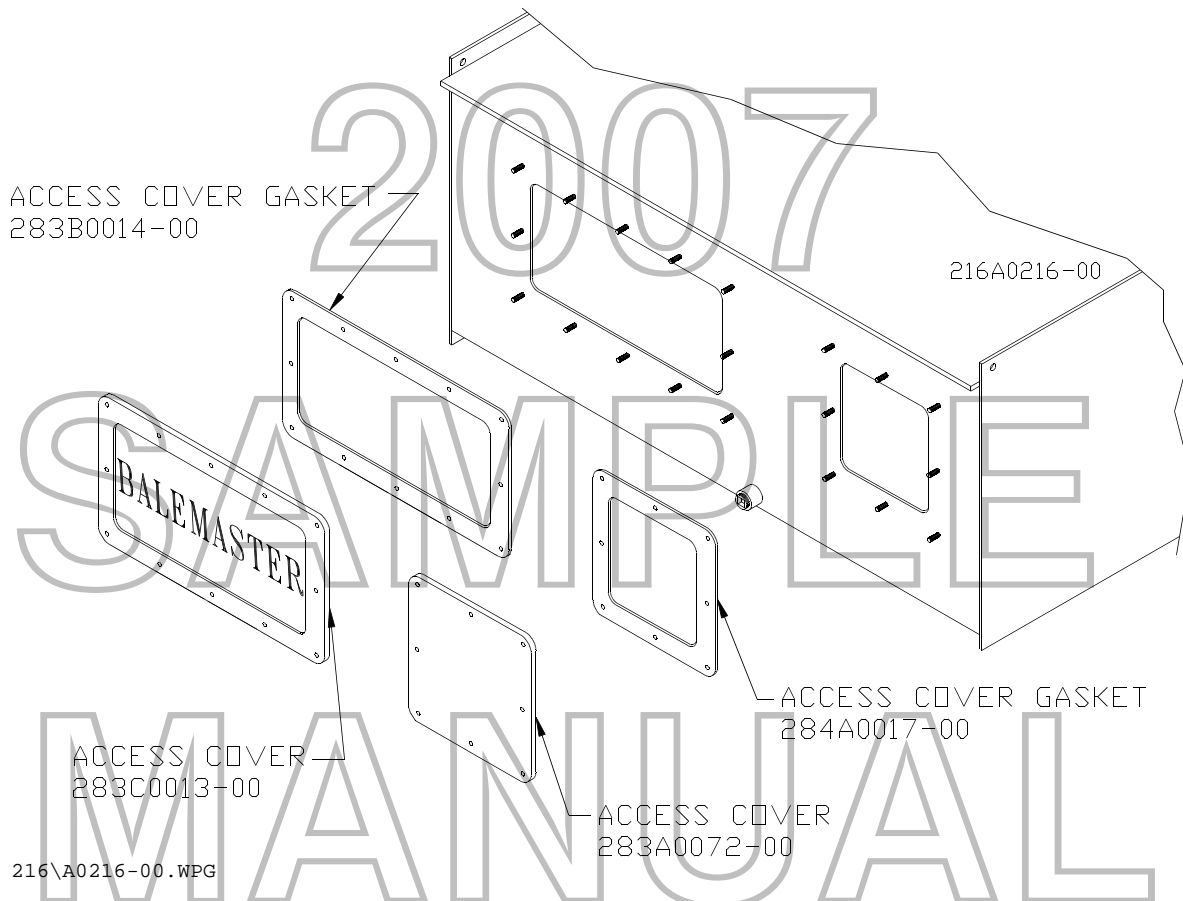 2007
ACCESS COVER GASKET
283B0014-00
216A0216-00
SAMPLE
BALEMASTER
ACCESS COVER GASKET
284A0017-00
MANUAL
ACCESS COVER
283C0013-00
ACCESS COVER
283A0072-00
216\A0216-00.WPG